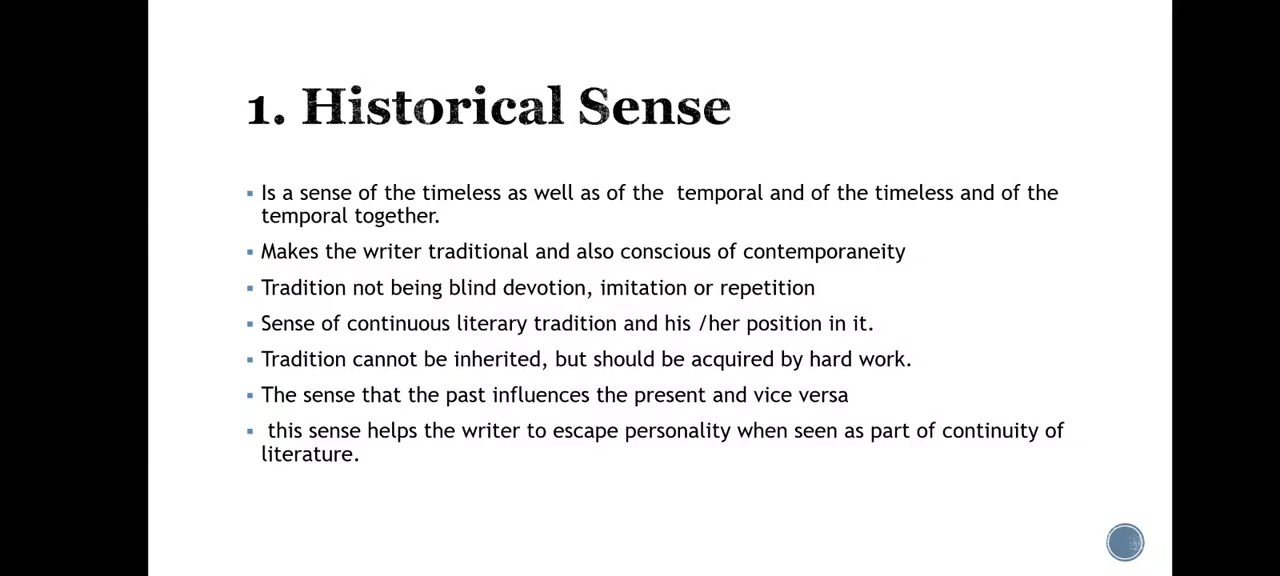 1. Historical Sense
▪ Is a sense of the timeless as well as of the  temporal and of the timeless and of the
temporal together.
▪ Makes the writer traditional and also conscious of contemporaneity
▪ Tradition not being blind devotion, imitation or repetition
▪ Sense of continuous literary tradition and his /her position in it.
▪ Tradition cannot be inherited, but should be acquired by hard work.
▪ The sense that the past influences the present and vice versa
▪ this sense helps the writer to escape personality when seen as part of continuity of
literature.